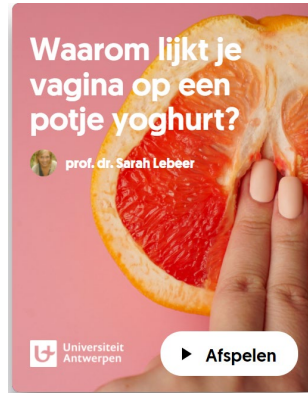 Waarom lijkt je
vagina op een
potje yoghurt?
prof. dr. Sarah Lebeer
Universiteit
Antwerpen
Afspelen